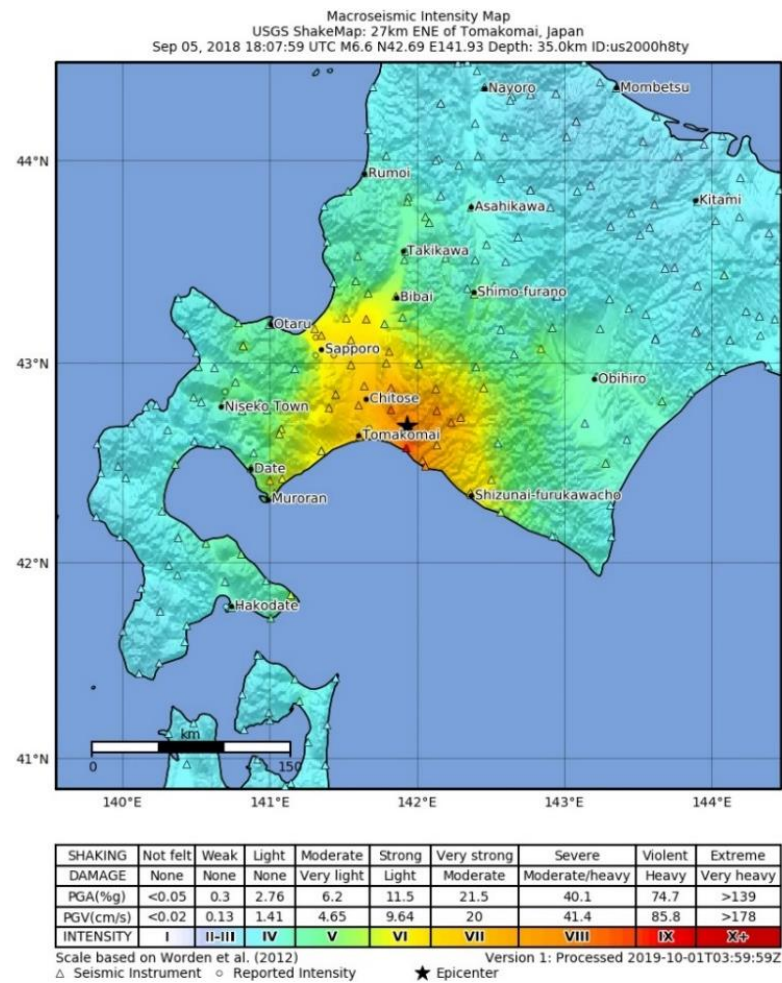 Macroseismic Intensity Map
USGS ShakeMap: 27km ENE of Tomakomai, Japan
Sep 05, 2018 18:07:59 UTC M6.6 N42.69 E141.93 Depth: 35.0km ID:us2000h8ty
Nayoro
Mombetsu
44°N
Rumoi
Asahikawa
Kitami
Takikawa
Bibai
Shimo-furano
Otaru
43°N
Sapporo
Obihiro
Chitose
Niseko Town
Tomakomai
Date
Muroran
Shizunai-furukawacho
42°N
Hakodate
km
0 150
41°N
140°E 141°E 142°E 143°E 144°E
SHAKING Not felt Weak Light Moderate Strong Very strong Severe Violent Extreme
DAMAGE None None None Very light Light Moderate Moderate/heavy Heavy Very heavy
PGA(%g) <0.05 0.3 2.76 6.2 11.5 21.5 40.1 74.7 >139
PGV(cm/s) <0.02 0.13 1.41 4.65 9.64 20 41.4 85.8 >178
INTENSITY I II-III IV V VI VII VIII IX X+
Scale based on Worden et al. (2012) Version 1: Processed 2019-10-01T03:59:59Z
△ Seismic Instrument ○ Reported Intensity ★ Epicenter